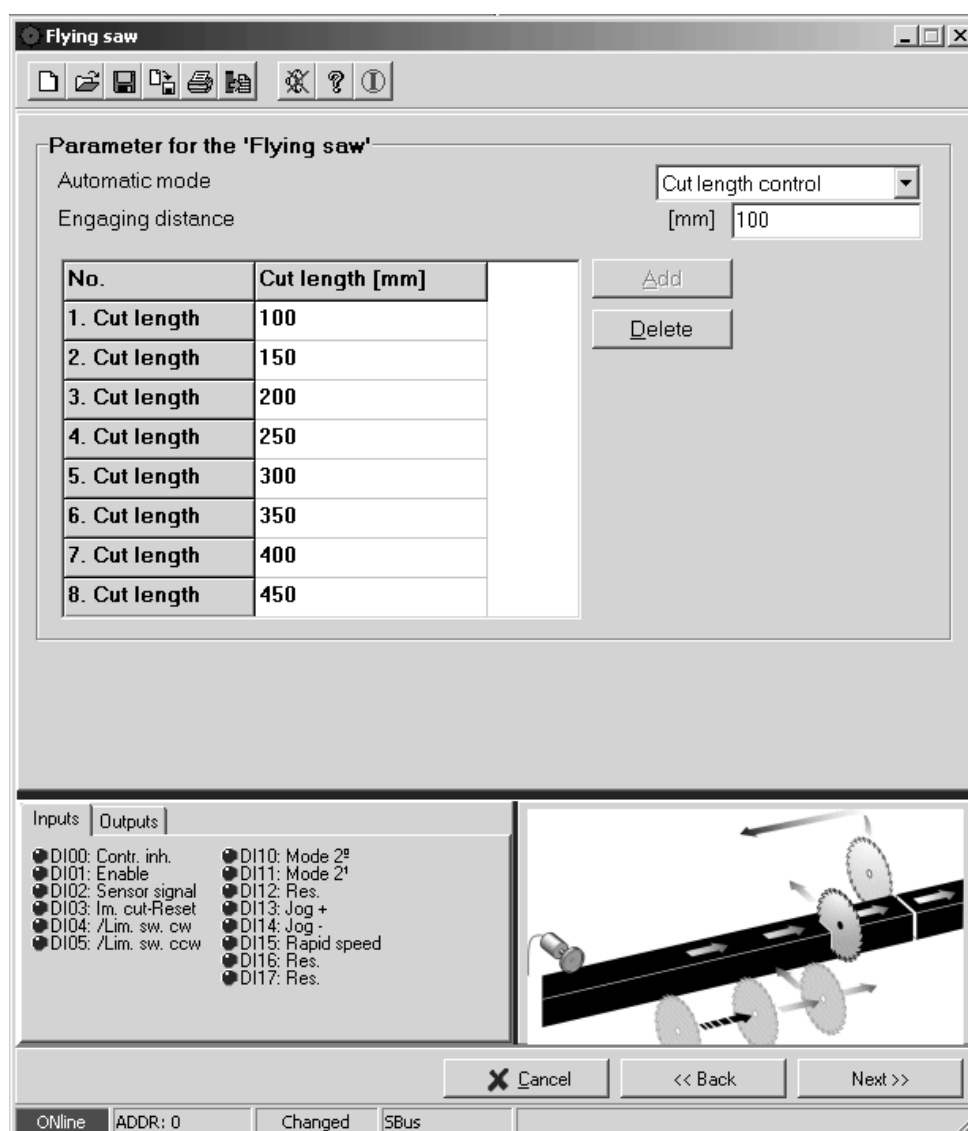 Flying saw
Parameter for the 'Flying saw'
Automatic mode
Cut length control
Engaging distance
[mm]
100
No.
Cut length [mm]
Add
1. Cut length
100
Delete
2. Cut length
150
3. Cut length
200
4. Cut length
250
5. Cut length
300
6. Cut length
350
7. Cut length
400
8. Cut length
450
Inputs
Outputs
DI00: Contr. inh.
DI01: Enable
DI02: Sensor signal
DI03: Im. cut-Reset
DI04: /Lim. sw. cw
DI05: /Lim. sw. ccw
DI10: Mode 2º
DI11: Mode 2¹
DI12: Res.
DI13: Jog +
DI14: Jog -
DI15: Rapid speed
DI16: Res.
DI17: Res.
Cancel
<< Back
Next >>
ONline
ADDR: 0
Changed
SBus